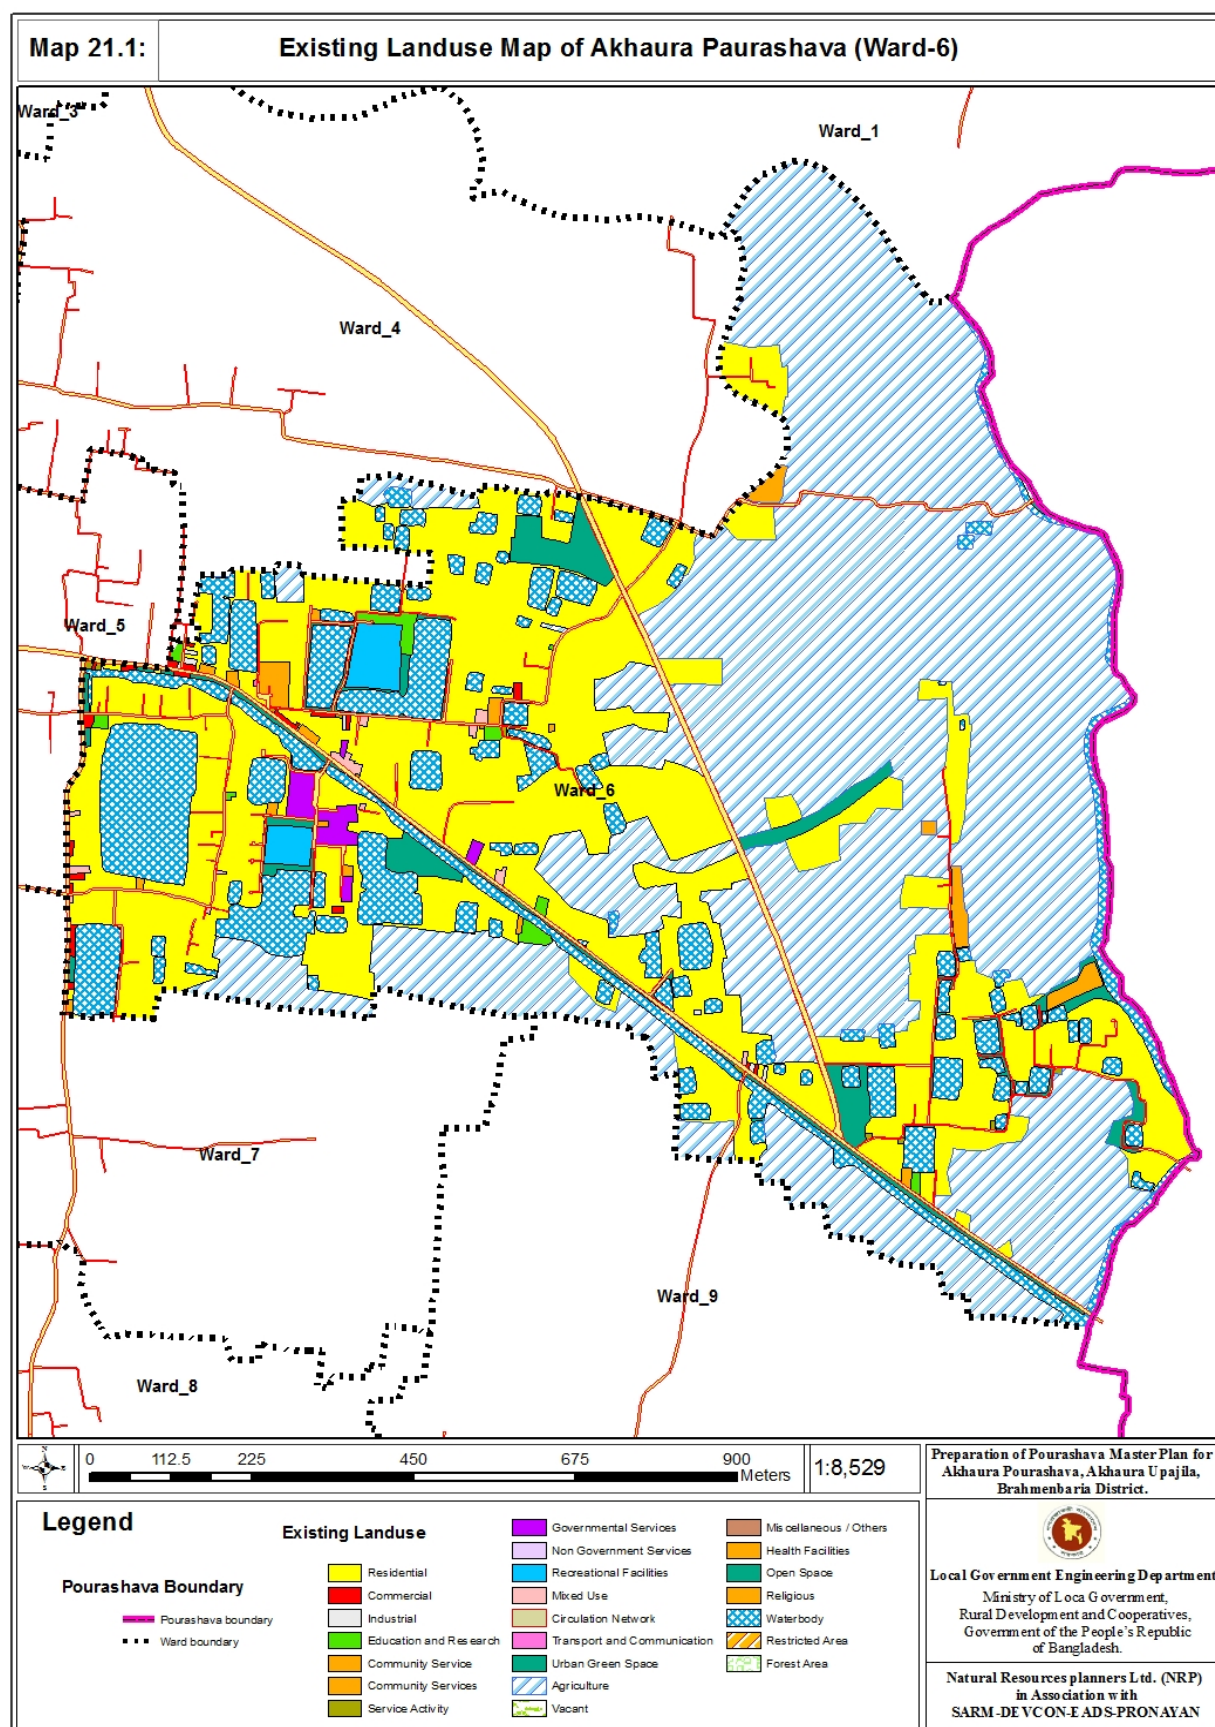 Map 21.1:
Existing Landuse Map of Akhaura Paurashava (Ward-6)
Ward_3
Ward_1
Ward_4
Ward_5
Ward_6
Ward_7
Ward_9
Ward_8
N
W E
S
0 112.5 225 450 675 900
Meters
1:8,529
Legend
Pourashava Boundary
Pourashava boundary
Ward boundary
Existing Landuse
Residential
Commercial
Industrial
Education and Research
Community Service
Community Services
Service Activity
Governmental Services
Non Government Services
Recreational Facilities
Mixed Use
Circulation Network
Transport and Communication
Urban Green Space
Agriculture
Vacant
Miscellaneous / Others
Health Facilities
Open Space
Religious
Waterbody
Restricted Area
Forest Area
Preparation of Pourashava Master Plan for
Akhaura Pourashava, Akhaura Upajila,
Brahmenbaria District.
Local Government Engineering Department
Ministry of Loca Government,
Rural Development and Cooperatives,
Government of the People's Republic
of Bangladesh.
Natural Resources planners Ltd. (NRP)
in Association with
SARM-DEVCON-EADS-PRONAYAN